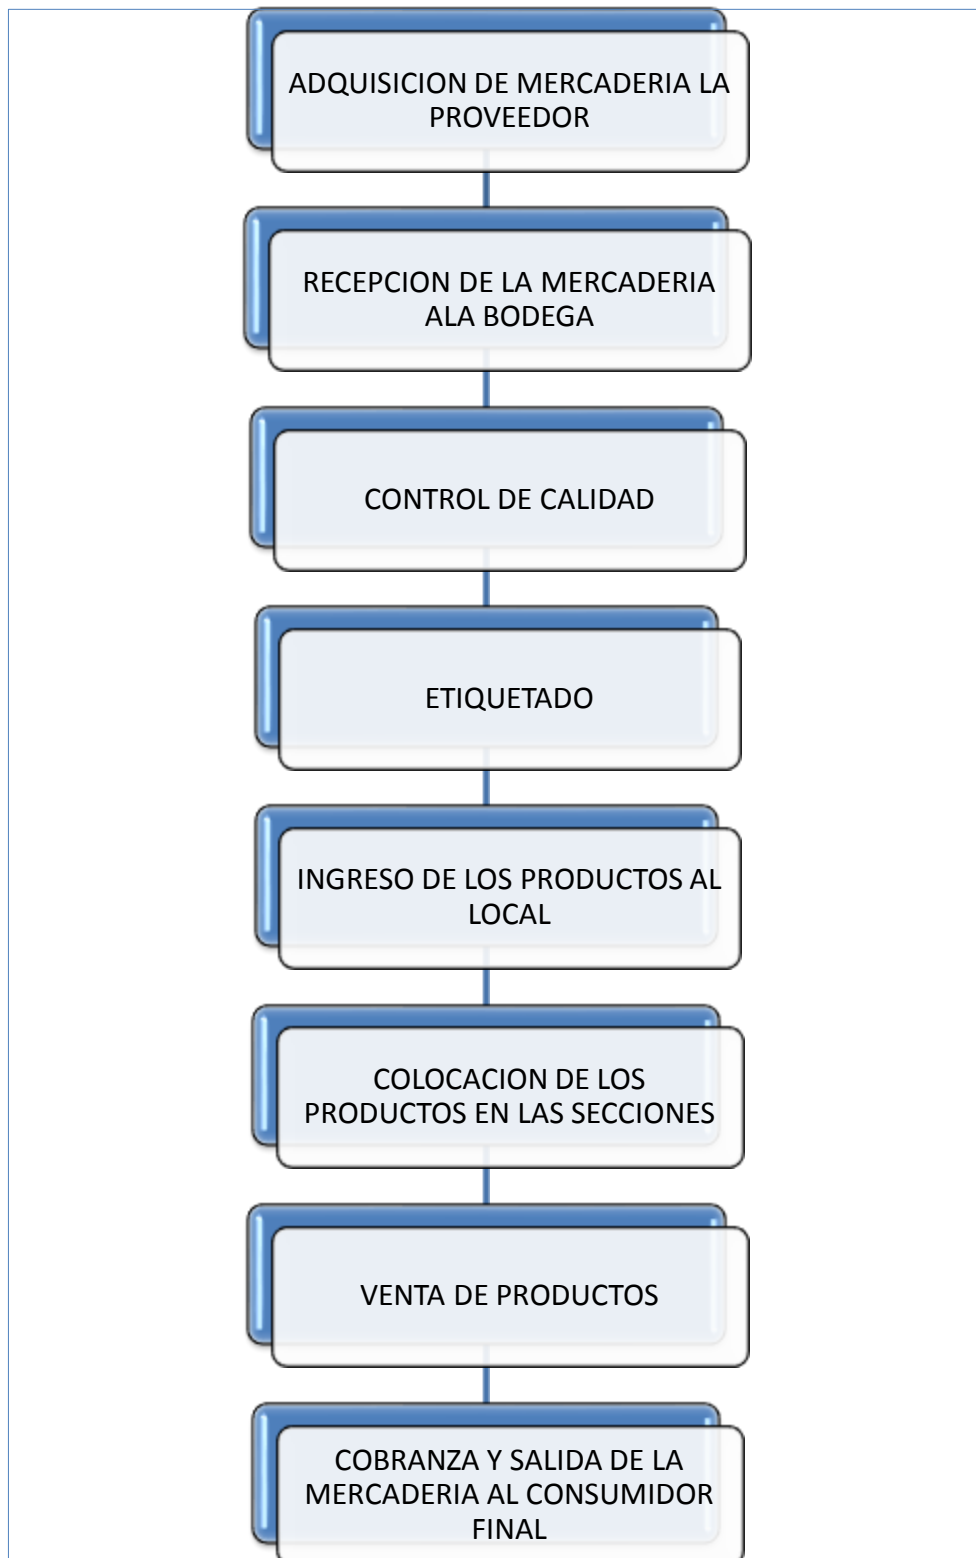 ADQUISICION DE MERCADERIA LA
PROVEEDOR
RECEPCION DE LA MERCADERIA
ALA BODEGA
CONTROL DE CALIDAD
ETIQUETADO
INGRESO DE LOS PRODUCTOS AL
LOCAL
COLOCACION DE LOS
PRODUCTOS EN LAS SECCIONES
VENTA DE PRODUCTOS
COBRANZA Y SALIDA DE LA
MERCADERIA AL CONSUMIDOR
FINAL